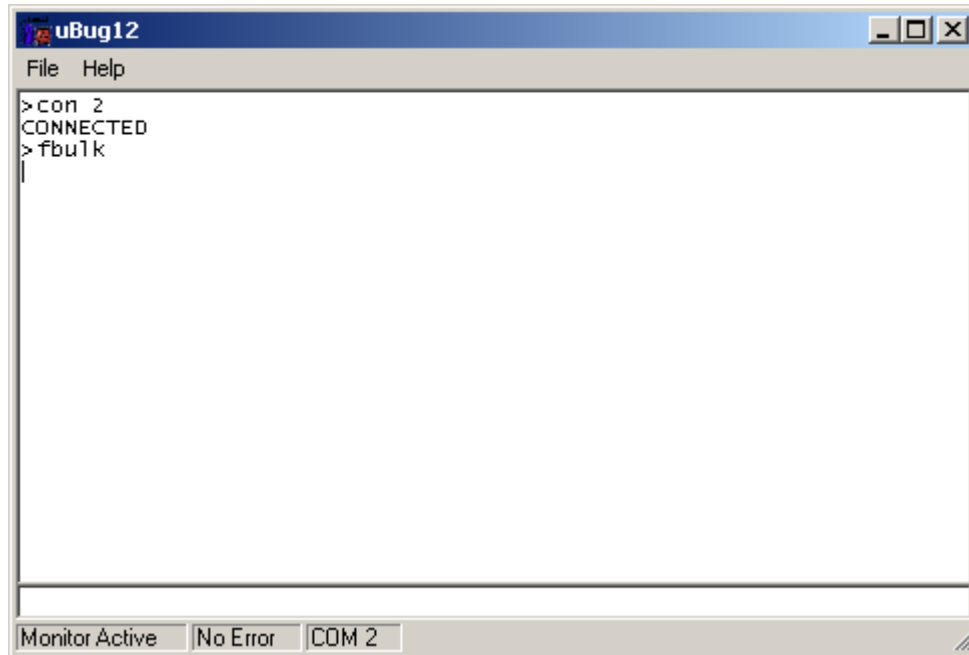 uBug12
File Help
>con 2
CONNECTED
>fbulk
Monitor Active No Error COM 2